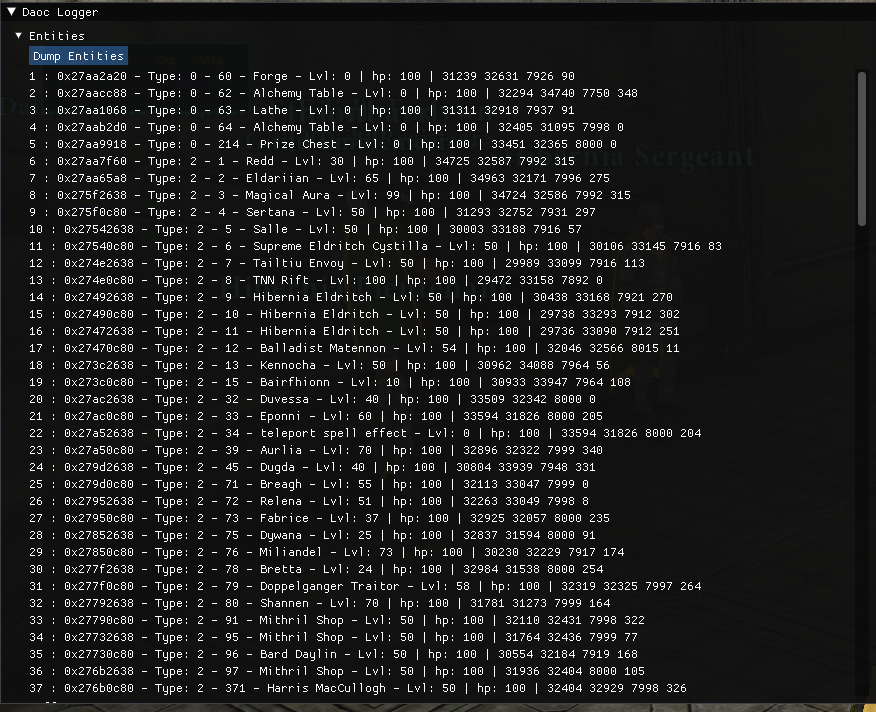 Daoc Logger
Entities
Dump Entities
1 : 0x27aa2a20 - Type: 0 - 60 - Forge - Lvl: 0 | hp: 100 | 31239 32631 7926 90
2 : 0x27aacc88 - Type: 0 - 62 - Alchemy Table - Lvl: 0 | hp: 100 | 32294 34740 7750 348
3 : 0x27aa1068 - Type: 0 - 63 - Lathe - Lvl: 0 | hp: 100 | 31311 32918 7937 91
4 : 0x27aab2d0 - Type: 0 - 64 - Alchemy Table - Lvl: 0 | hp: 100 | 32405 31095 7998 0
5 : 0x27aa9918 - Type: 0 - 214 - Prize Chest - Lvl: 0 | hp: 100 | 33451 32365 8000 0
6 : 0x27aa7f60 - Type: 2 - 1 - Redd - Lvl: 30 | hp: 100 | 34725 32587 7992 315
7 : 0x27aa65a8 - Type: 2 - 2 - Eldariian - Lvl: 65 | hp: 100 | 34963 32171 7996 275
8 : 0x275f2638 - Type: 2 - 3 - Magical Aura - Lvl: 99 | hp: 100 | 34724 32586 7992 315
9 : 0x275f0c80 - Type: 2 - 4 - Sertana - Lvl: 50 | hp: 100 | 31293 32752 7931 297
10 : 0x27542638 - Type: 2 - 5 - Salle - Lvl: 50 | hp: 100 | 30003 33188 7916 57
11 : 0x27540c80 - Type: 2 - 6 - Supreme Eldritch Cystilla - Lvl: 50 | hp: 100 | 30106 33145 7916 83
12 : 0x274e2638 - Type: 2 - 7 - Tailtiu Envoy - Lvl: 50 | hp: 100 | 29989 33099 7916 113
13 : 0x274e0c80 - Type: 2 - 8 - TNN Rift - Lvl: 100 | hp: 100 | 29472 33158 7892 0
14 : 0x27492638 - Type: 2 - 9 - Hibernia Eldritch - Lvl: 50 | hp: 100 | 30438 33168 7921 270
15 : 0x27490c80 - Type: 2 - 10 - Hibernia Eldritch - Lvl: 50 | hp: 100 | 29738 33293 7912 302
16 : 0x27472638 - Type: 2 - 11 - Hibernia Eldritch - Lvl: 50 | hp: 100 | 29736 33090 7912 251
17 : 0x27470c80 - Type: 2 - 12 - Balladist Matennon - Lvl: 54 | hp: 100 | 32046 32566 8015 11
18 : 0x273c2638 - Type: 2 - 13 - Kennocha - Lvl: 50 | hp: 100 | 30962 34088 7964 56
19 : 0x273c0c80 - Type: 2 - 15 - Bairfhionn - Lvl: 10 | hp: 100 | 30933 33947 7964 108
20 : 0x27ac2638 - Type: 2 - 32 - Duvessa - Lvl: 40 | hp: 100 | 33509 32342 8000 0
21 : 0x27ac0c80 - Type: 2 - 33 - Eponni - Lvl: 60 | hp: 100 | 33594 31826 8000 205
22 : 0x27a52638 - Type: 2 - 34 - teleport spell effect - Lvl: 0 | hp: 100 | 33594 31826 8000 204
23 : 0x27a50c80 - Type: 2 - 39 - Aurlia - Lvl: 70 | hp: 100 | 32896 32322 7999 340
24 : 0x279d2638 - Type: 2 - 45 - Dugda - Lvl: 40 | hp: 100 | 30804 33939 7948 331
25 : 0x279d0c80 - Type: 2 - 71 - Breagh - Lvl: 55 | hp: 100 | 32113 33047 7999 0
26 : 0x27952638 - Type: 2 - 72 - Relena - Lvl: 51 | hp: 100 | 32263 33049 7998 8
27 : 0x27950c80 - Type: 2 - 73 - Fabrice - Lvl: 37 | hp: 100 | 32925 32057 8000 235
28 : 0x27852638 - Type: 2 - 75 - Dywana - Lvl: 25 | hp: 100 | 32837 31594 8000 91
29 : 0x27850c80 - Type: 2 - 76 - Miliandel - Lvl: 73 | hp: 100 | 30230 32229 7917 174
30 : 0x277f2638 - Type: 2 - 78 - Bretta - Lvl: 24 | hp: 100 | 32984 31538 8000 254
31 : 0x277f0c80 - Type: 2 - 79 - Doppelganger Traitor - Lvl: 58 | hp: 100 | 32319 32325 7997 264
32 : 0x27792638 - Type: 2 - 80 - Shannen - Lvl: 70 | hp: 100 | 31781 31273 7999 164
33 : 0x27790c80 - Type: 2 - 91 - Mithril Shop - Lvl: 50 | hp: 100 | 32110 32431 7998 322
34 : 0x27732638 - Type: 2 - 95 - Mithril Shop - Lvl: 50 | hp: 100 | 31764 32436 7999 77
35 : 0x27730c80 - Type: 2 - 96 - Bard Daylin - Lvl: 50 | hp: 100 | 30554 32184 7919 168
36 : 0x276b2638 - Type: 2 - 97 - Mithril Shop - Lvl: 50 | hp: 100 | 31936 32404 8000 105
37 : 0x276b0c80 - Type: 2 - 371 - Harris MacCullogh - Lvl: 50 | hp: 100 | 32404 32929 7998 326
Sergeant